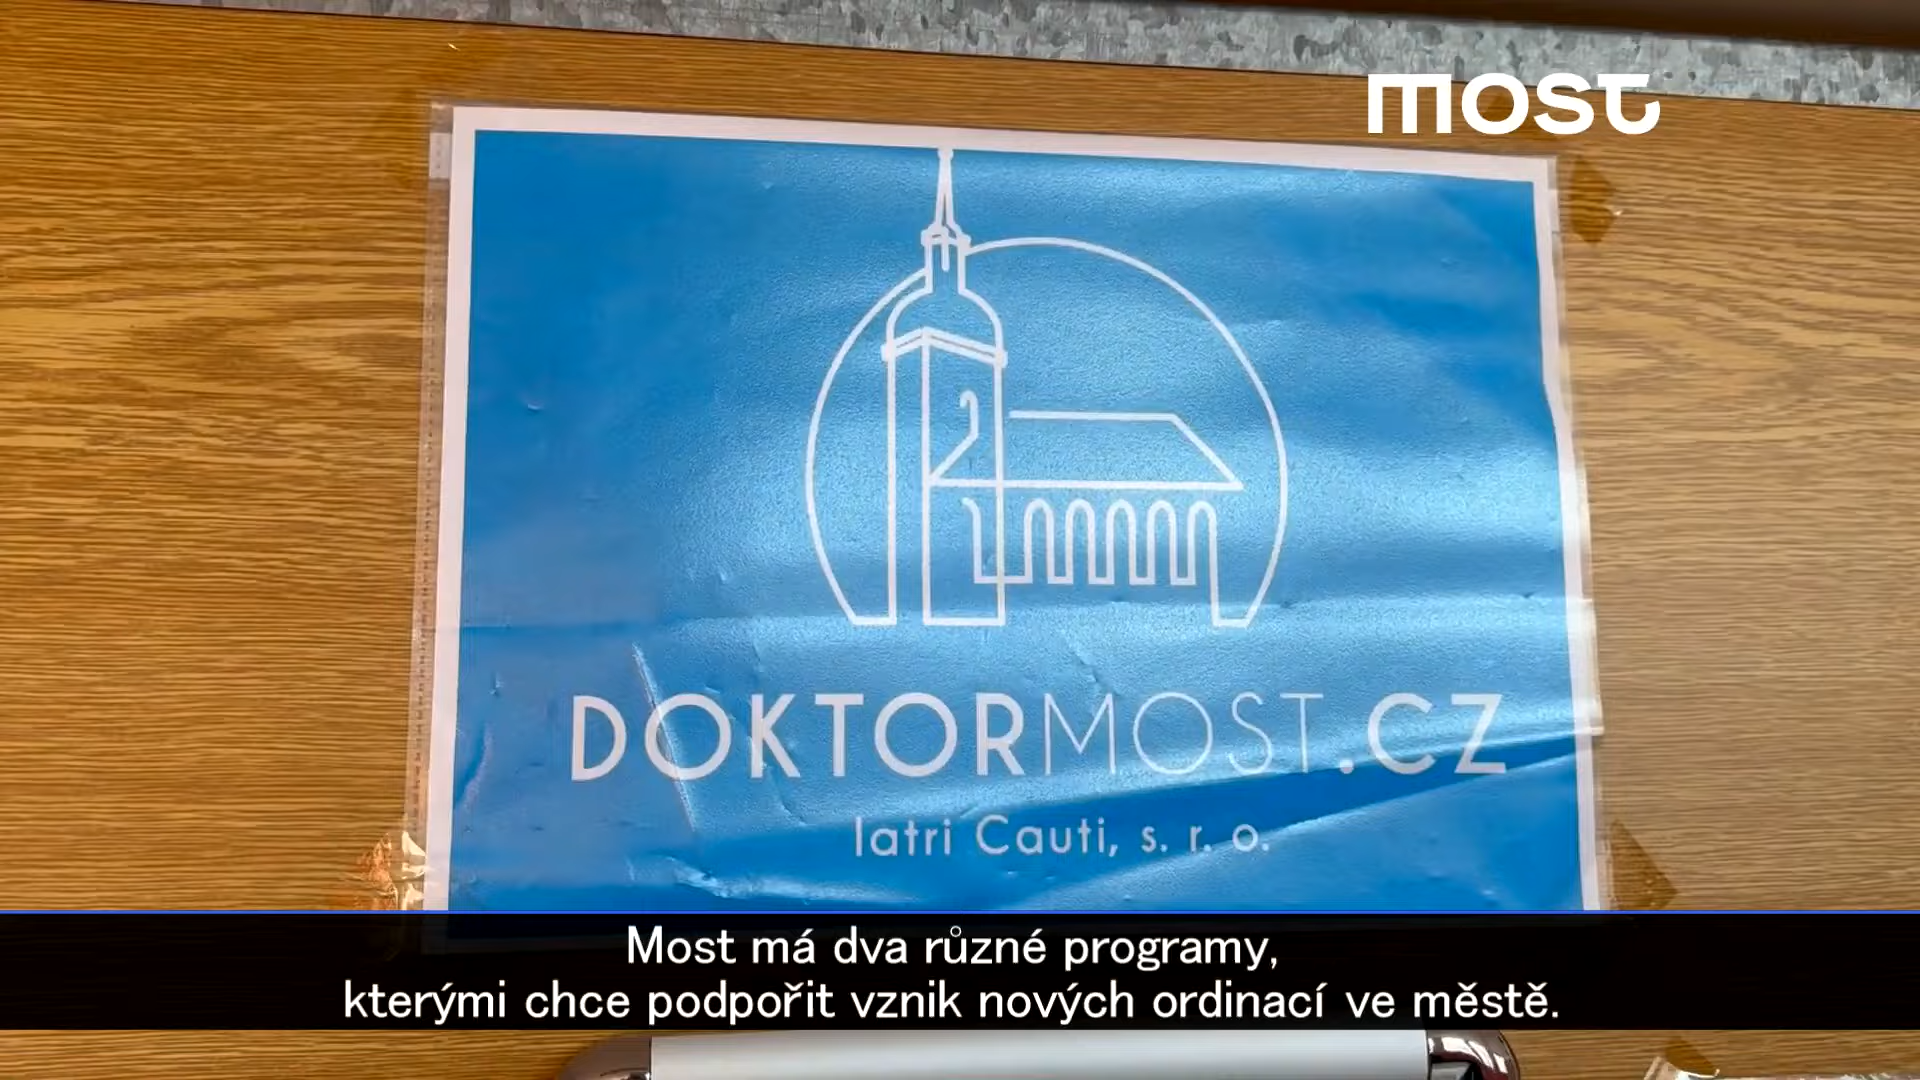 most
DOKTORMOST.CZ
Iatri Cauti, s. r. o.
Most má dva různé programy,
kterými chce podpořit vznik nových ordinací ve městě.